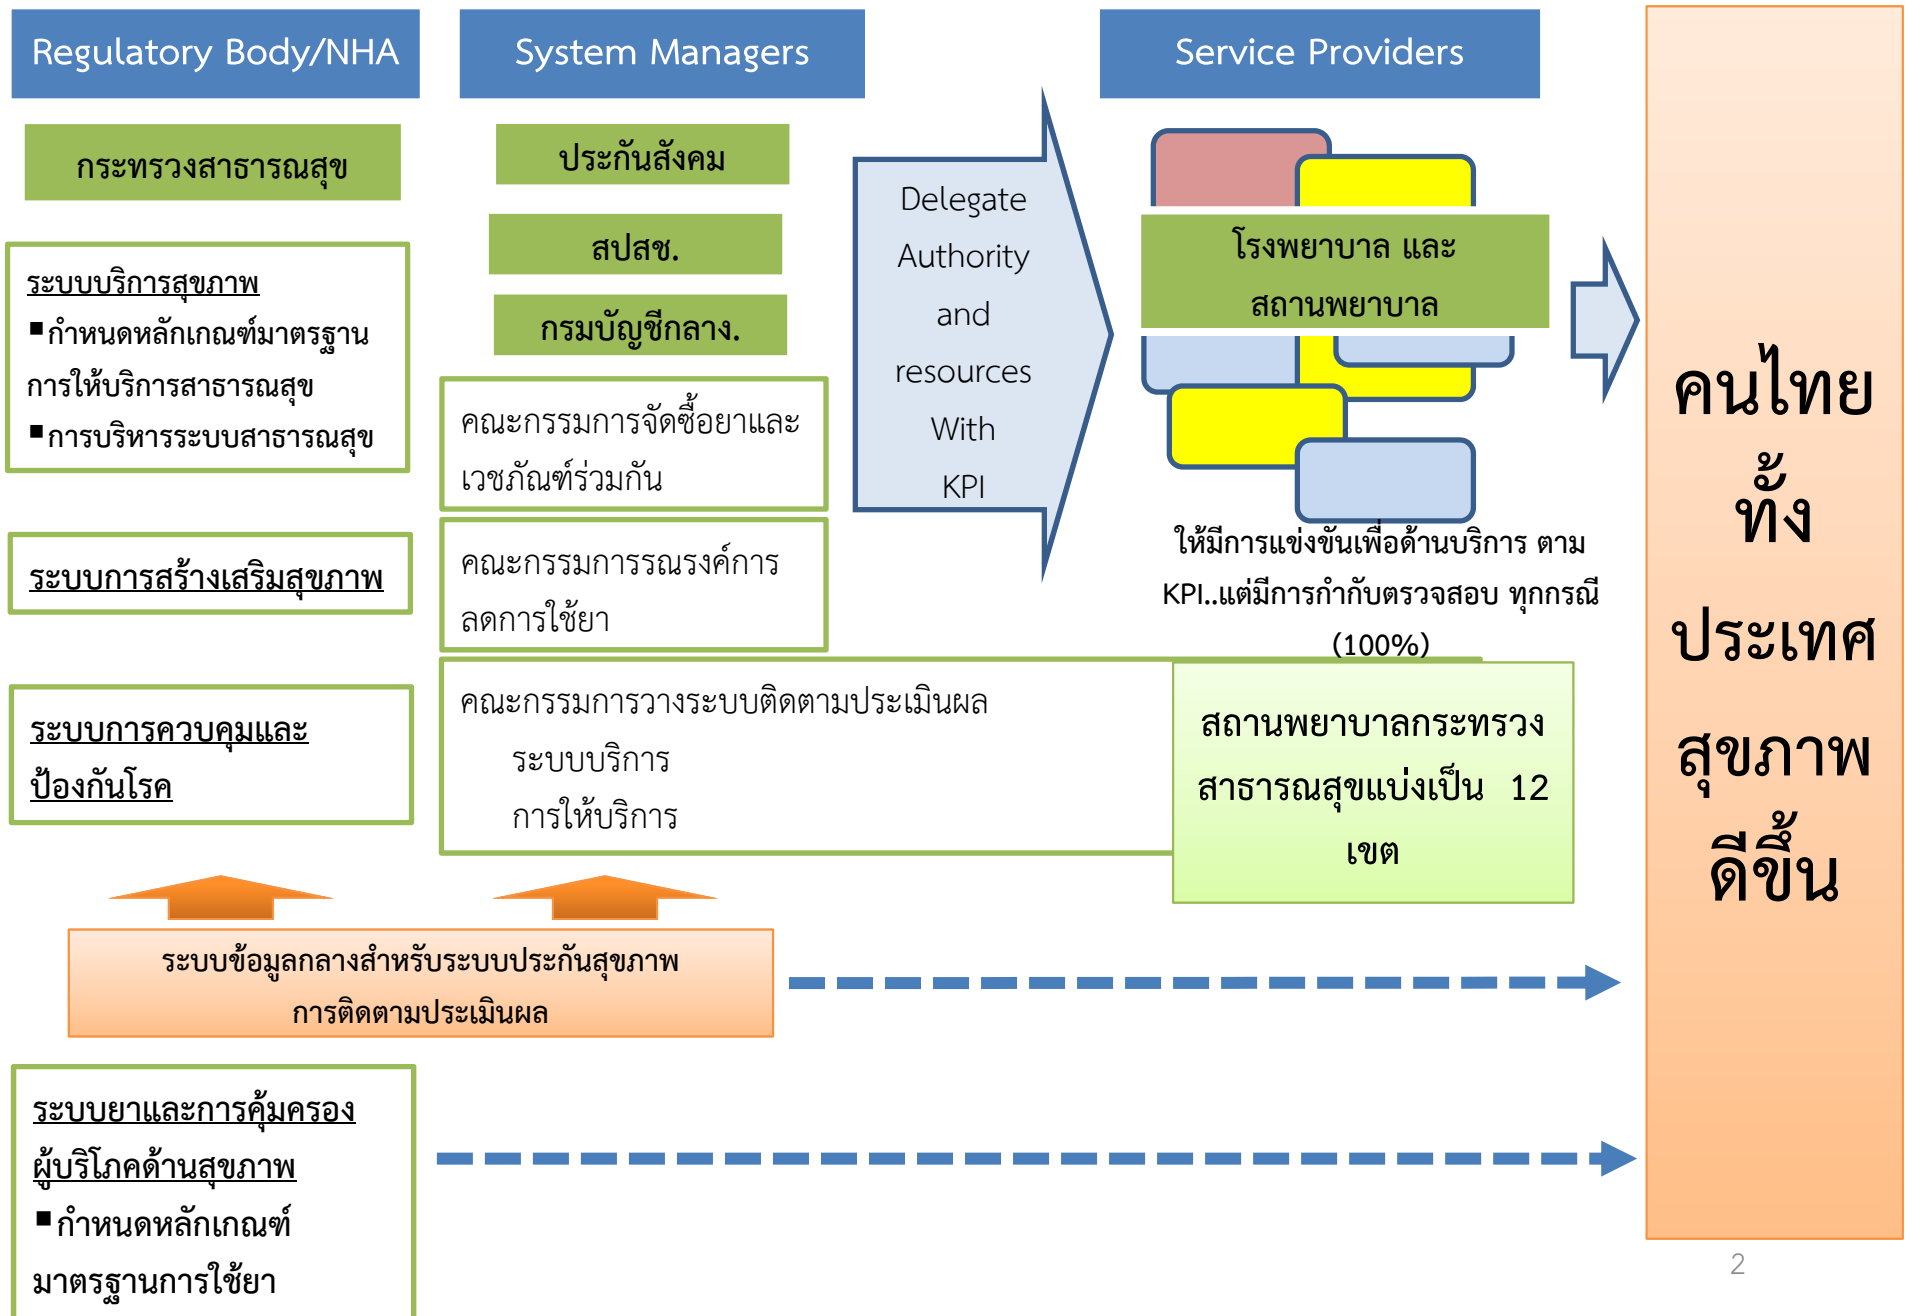 Regulatory Body/NHA
System Managers
Service Providers
กระทรวงสาธารณสุข
ระบบบริการสุขภาพ
▪กำหนดหลักเกณฑ์มาตรฐาน
การให้บริการสาธารณสุข
▪การบริหารระบบสาธารณสุข
ระบบการสร้างเสริมสุขภาพ
ระบบการควบคุมและ
ป้องกันโรค
ประกันสังคม
สปสช.
กรมบัญชีกลาง.
คณะกรรมการจัดซื้อยาและ
เวชภัณฑ์ร่วมกัน
คณะกรรมการรณรงค์การ
ลดการใช้ยา
คณะกรรมการวางระบบติดตามประเมินผล
ระบบบริการ
การให้บริการ
Delegate
Authority
and
resources
With
KPI
โรงพยาบาล และ
สถานพยาบาล
ให้มีการแข่งขันเพื่อด้านบริการ ตาม
KPI..แต่มีการกำกับตรวจสอบ ทุกกรณี
(100%)
สถานพยาบาลกระทรวง
สาธารณสุขแบ่งเป็น 12
เขต
คนไทย
ทั้ง
ประเทศ
สุขภาพ
ดีขึ้น
ระบบข้อมูลกลางสำหรับระบบประกันสุขภาพ
การติดตามประเมินผล
ระบบยาและการคุ้มครอง
ผู้บริโภคด้านสุขภาพ
▪กำหนดหลักเกณฑ์
มาตรฐานการใช้ยา
2